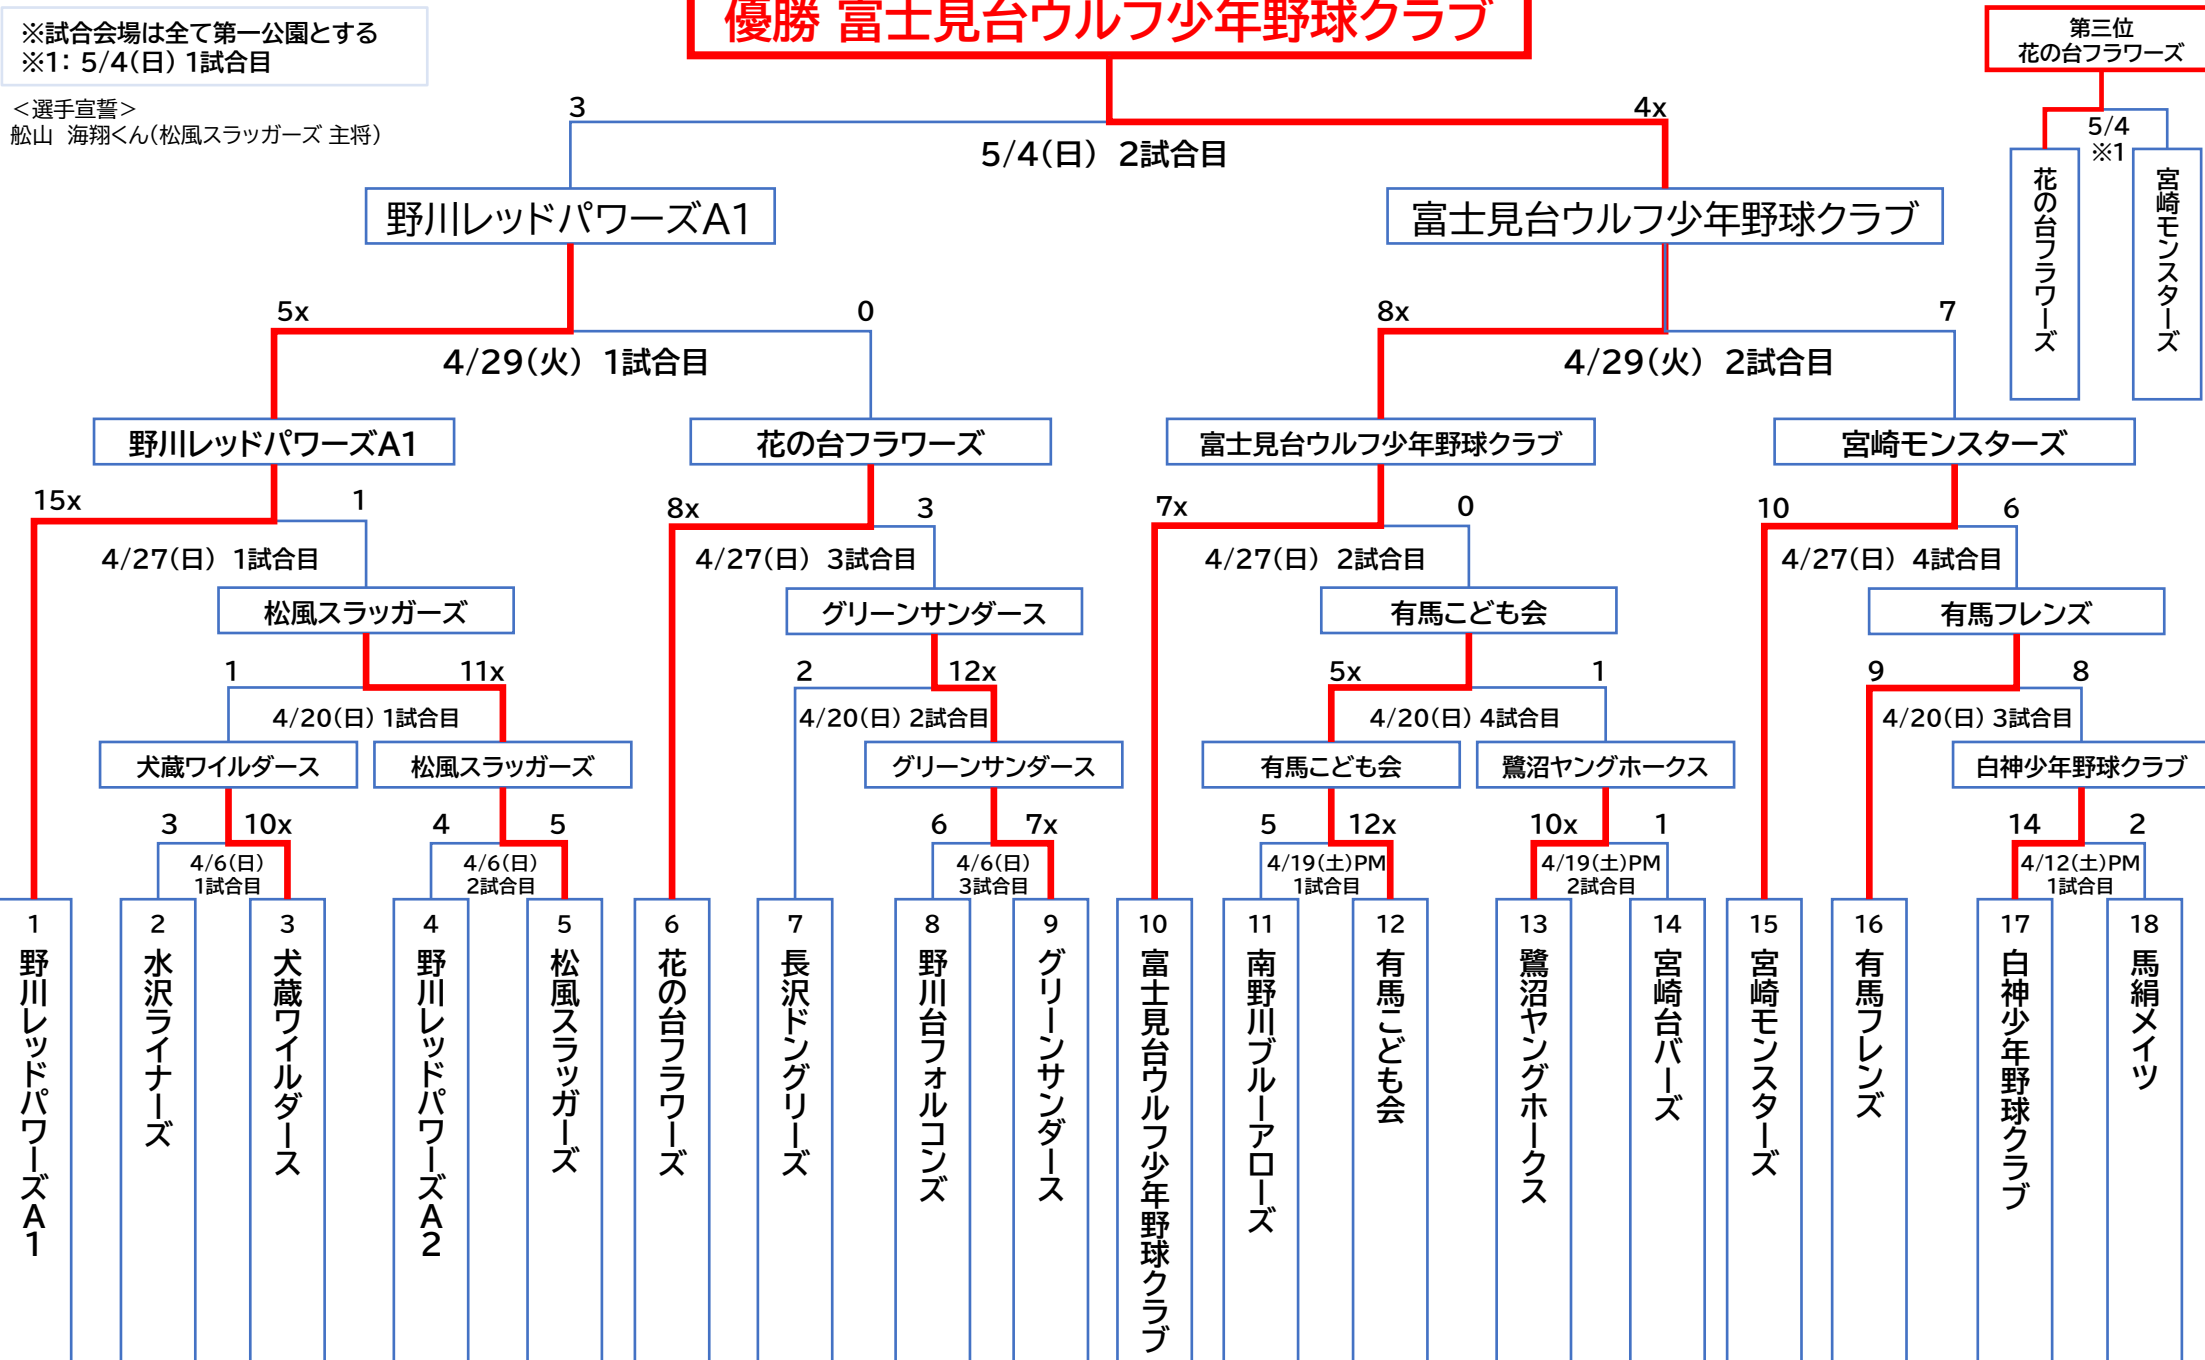 優勝 富士見台ウルフ少年野球クラブ
※試合会場は全て第一公園とする
※1： 5/4(日) 1試合目
第三位
花の台フラワーズ
＜選手宣誓＞
舩山　海翔くん(松風スラッガーズ 主将)
3
4x
5/4(日)　2試合目
5/4
※1
花の台フラワーズ
宮崎モンスターズ
野川レッドパワーズA1
富士見台ウルフ少年野球クラブ
5x
0
8x
7
4/29(火)　1試合目
4/29(火)　2試合目
野川レッドパワーズA1
花の台フラワーズ
富士見台ウルフ少年野球クラブ
宮崎モンスターズ
15x
1
8x
3
7x
0
10
6
4/27(日)　1試合目
4/27(日)　3試合目
4/27(日)　2試合目
4/27(日)　4試合目
松風スラッガーズ
グリーンサンダース
有馬こども会
有馬フレンズ
1
11x
2
12x
5x
1
9
8
4/20(日) 1試合目
4/20(日) 2試合目
4/20(日) 4試合目
4/20(日) 3試合目
犬蔵ワイルダース
松風スラッガーズ
グリーンサンダース
有馬こども会
鷺沼ヤングホークス
白神少年野球クラブ
3
10x
4
5
6
7x
5
12x
10x
1
14
2
4/6(日)
1試合目
4/6(日)
2試合目
4/6(日)
3試合目
4/19(土)PM
1試合目
4/19(土)PM
2試合目
4/12(土)PM
1試合目
1
野川レッドパワーズA1
2
水沢ライナーズ
3
犬蔵ワイルダース
4
野川レッドパワーズA2
5
松風スラッガーズ
6
花の台フラワーズ
7
長沢ドングリーズ
8
野川台フォルコンズ
9
グリーンサンダース
10
富士見台ウルフ少年野球クラブ
11
南野川ブルーアローズ
12
有馬こども会
13
鷺沼ヤングホークス
14
宮崎台バーズ
15
宮崎モンスターズ
16
有馬フレンズ
17
白神少年野球クラブ
18
馬絹メイツ